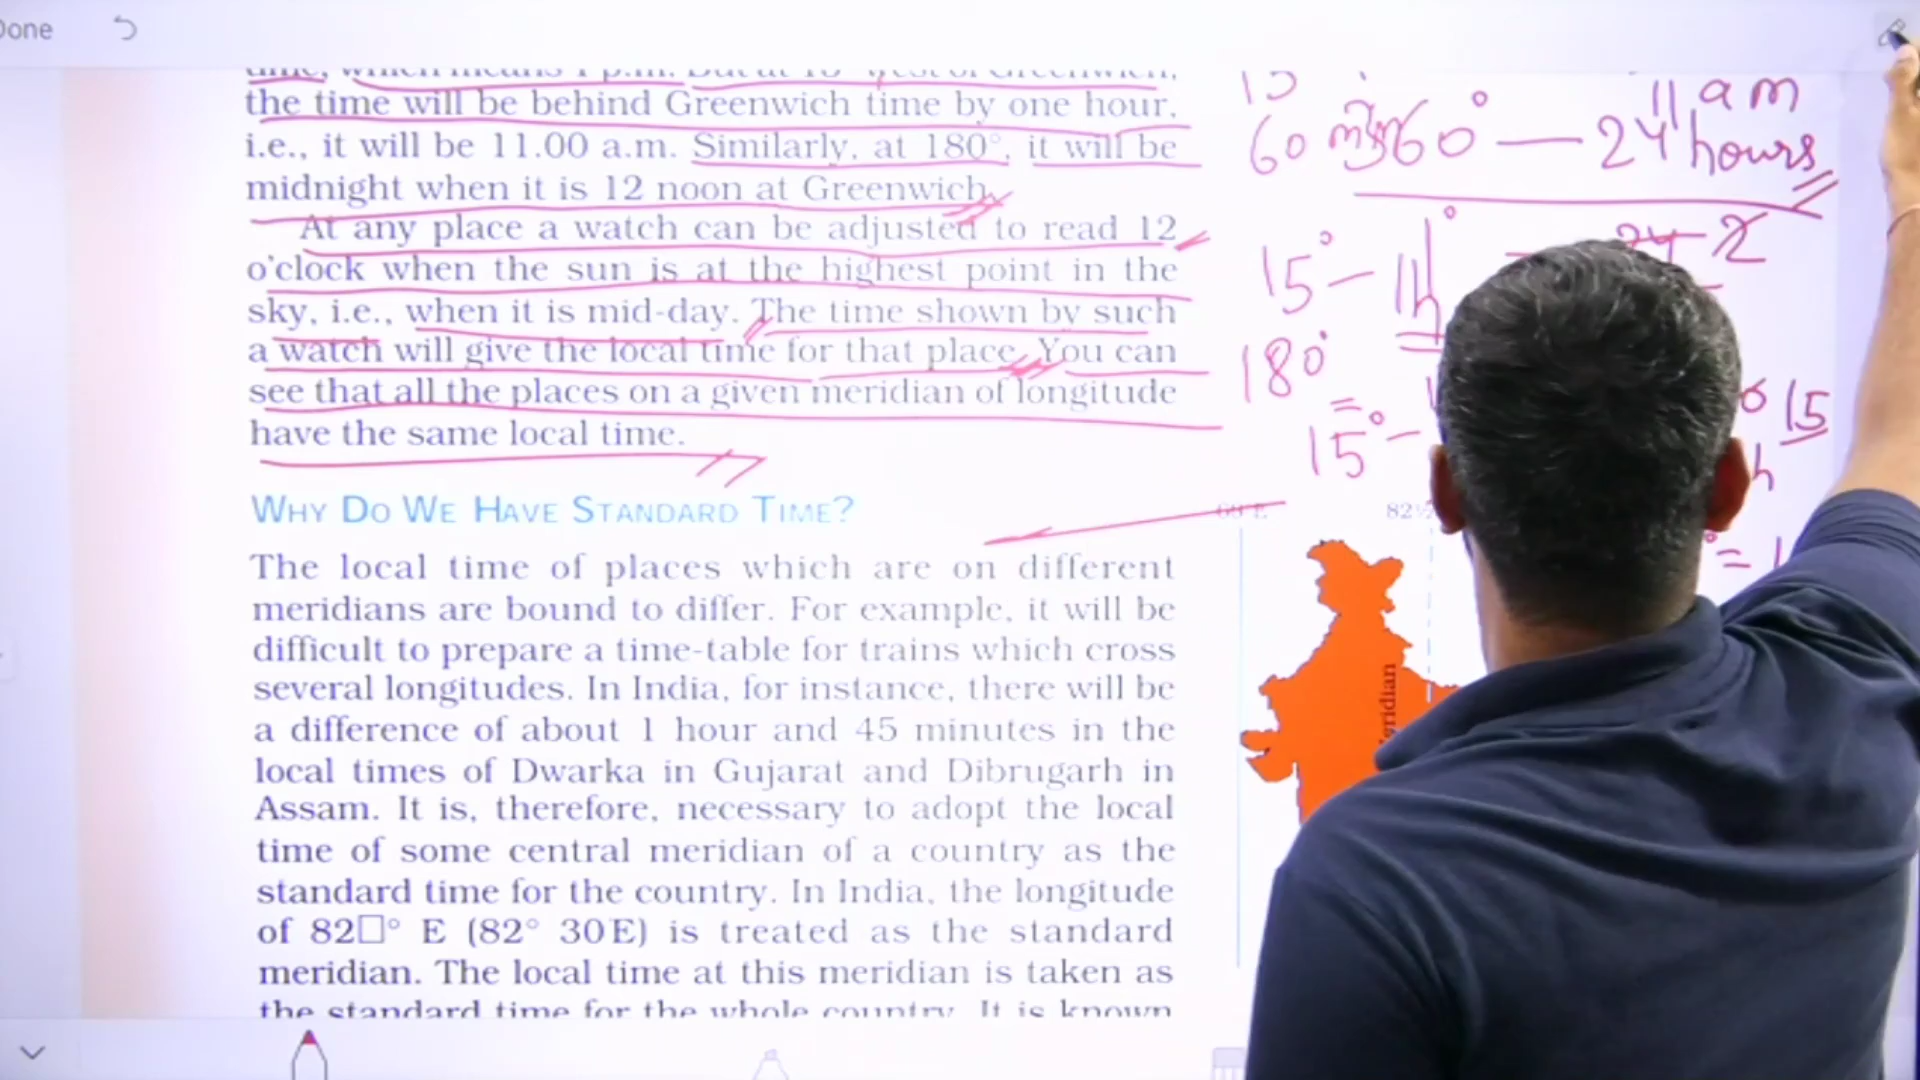 Done
the time will be behind Greenwich time by one hour,
i.e., it will be 11.00 a.m. Similarly, at 180°, it will be
midnight when it is 12 noon at Greenwich.
At any place a watch can be adjusted to read 12
o'clock when the sun is at the highest point in the
sky, i.e., when it is mid-day. The time shown by such
a watch will give the local time for that place. You can
see that all the places on a given meridian of longitude
have the same local time.
WHY DO WE HAVE STANDARD TIME?
The local time of places which are on different
meridians are bound to differ. For example, it will be
difficult to prepare a time-table for trains which cross
several longitudes. In India, for instance, there will be
a difference of about 1 hour and 45 minutes in the
local times of Dwarka in Gujarat and Dibrugarh in
Assam. It is, therefore, necessary to adopt the local
time of some central meridian of a country as the
standard time for the country. In India, the longitude
of 82□° E (82° 30E) is treated as the standard
meridian. The local time at this meridian is taken as
the standard time for the whole country. It is known
11 am
360° — 24 hours
15° — 1h
180°
15° —
15
h